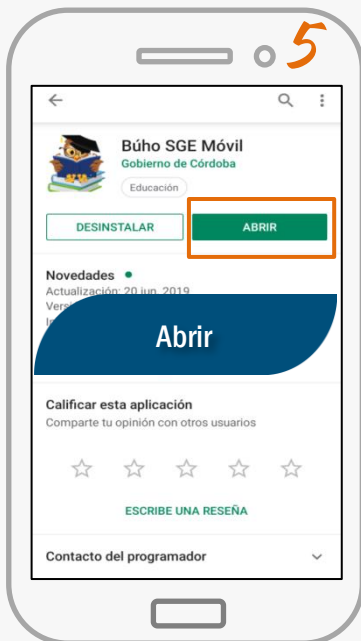 5
Búho SGE Móvil
Gobierno de Córdoba
Educación
DESINSTALAR
ABRIR
Novedades
Actualización: 20 jun. 2019
Abrir
Calificar esta aplicación
Comparte tu opinión con otros usuarios
ESCRIBE UNA RESEÑA
Contacto del programador